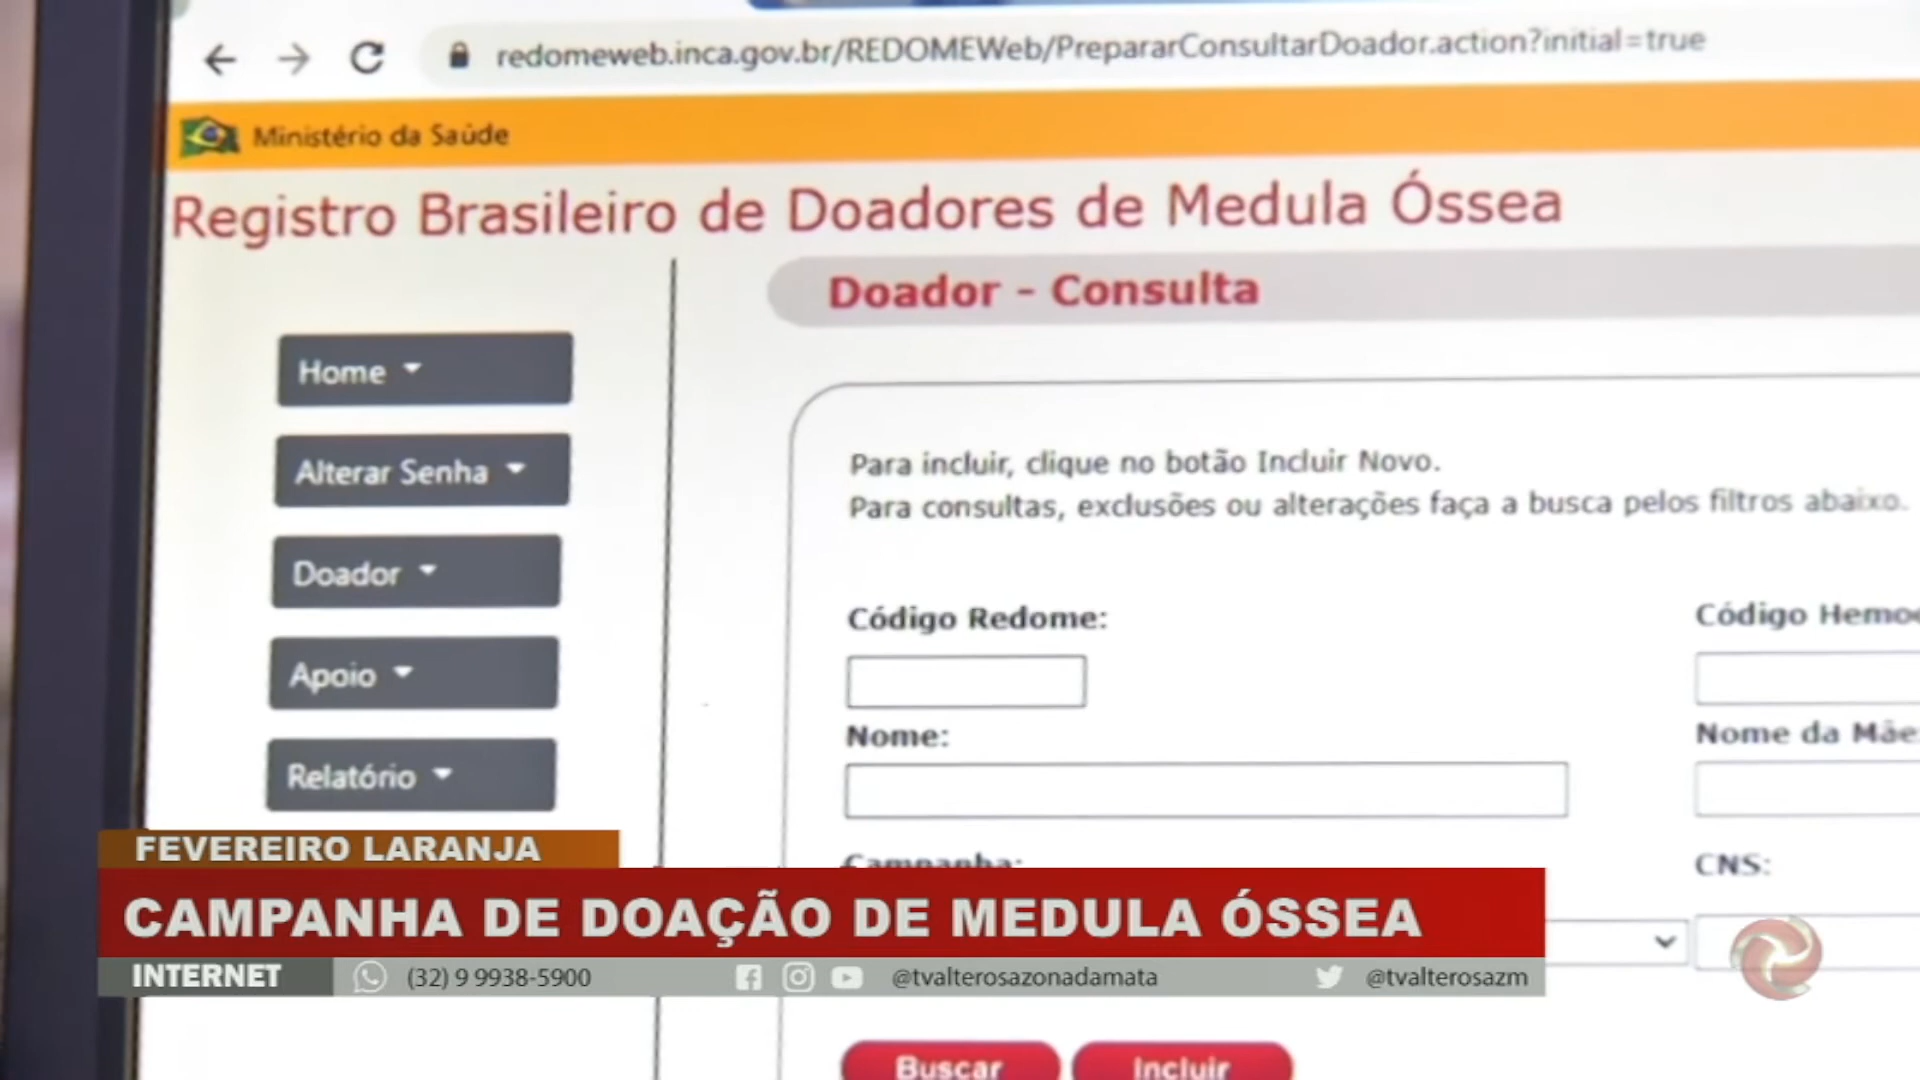 redomeweb.inca.gov.br/REDOMEWeb/PrepararConsultarDoador.action?initial=true
Ministério da Saúde
Registro Brasileiro de Doadores de Medula Óssea
Doador - Consulta
Home
Alterar Senha
Doador
Apoio
Relatório
Para incluir, clique no botão Incluir Novo.
Para consultas, exclusões ou alterações faça a busca pelos filtros abaixo.
Código Redome:
Código Hemo
Nome:
Nome da Mãe
Campanha:
CNS:
Buscar
Incluir
FEVEREIRO LARANJA
CAMPANHA DE DOAÇÃO DE MEDULA ÓSSEA
INTERNET
(32) 9 9938-5900
@tvalterosazonadamata
@tvalterosazm